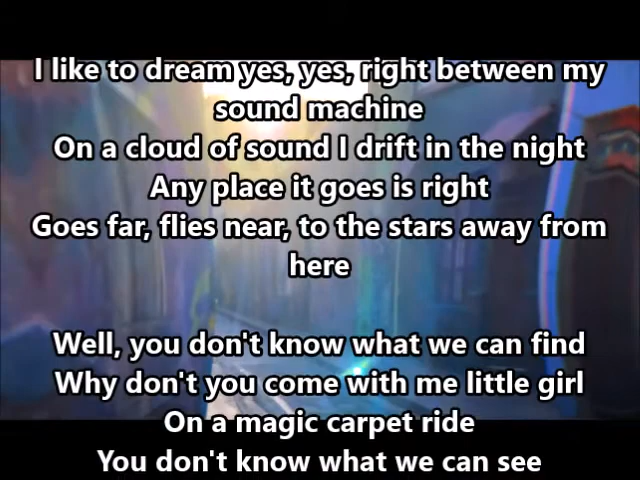 I like to dream yes, yes, right between my
sound machine
On a cloud of sound I drift in the night
Any place it goes is right
Goes far, flies near, to the stars away from
here
Well, you don't know what we can find
Why don't you come with me little girl
On a magic carpet ride
You don't know what we can see